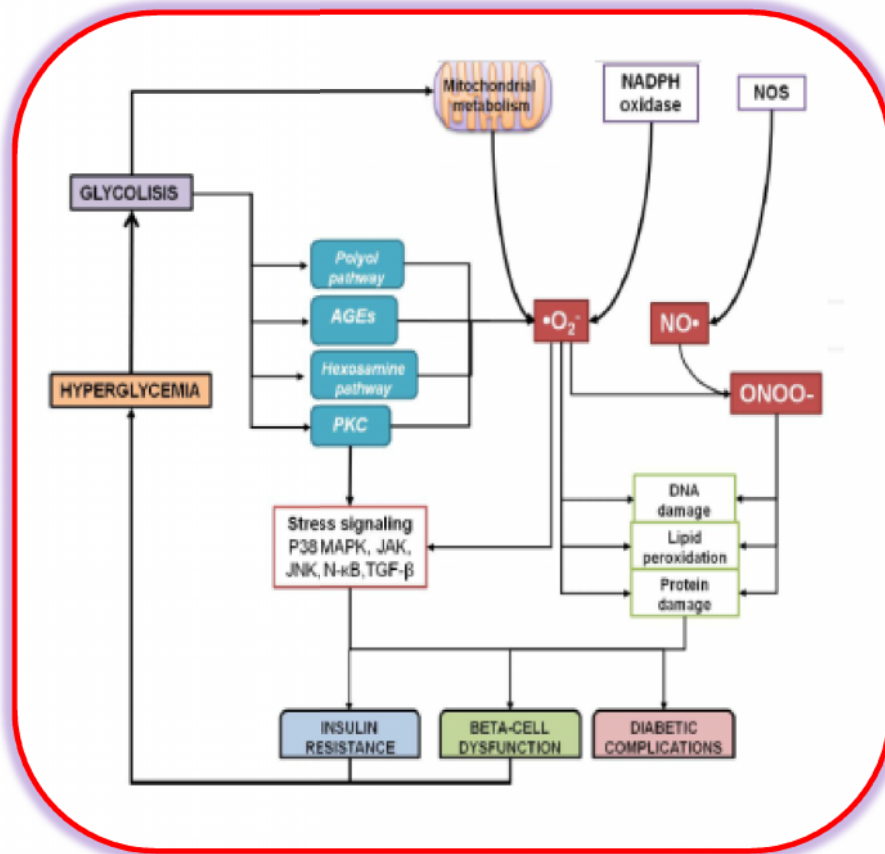 Mitochondrial
metabolism
NADPH
oxidase
NOS
GLYCOLISIS
Polyol
pathway
AGEs
•O₂⁻
NO•
Hexosamine
pathway
HYPERGLYCEMIA
ONOO-
PKC
DNA
damage
Stress signaling
P38 MAPK, JAK,
JNK, N-κB,TGF-β
Lipid
peroxidation
Protein
damage
INSULIN
RESISTANCE
BETA-CELL
DYSFUNCTION
DIABETIC
COMPLICATIONS